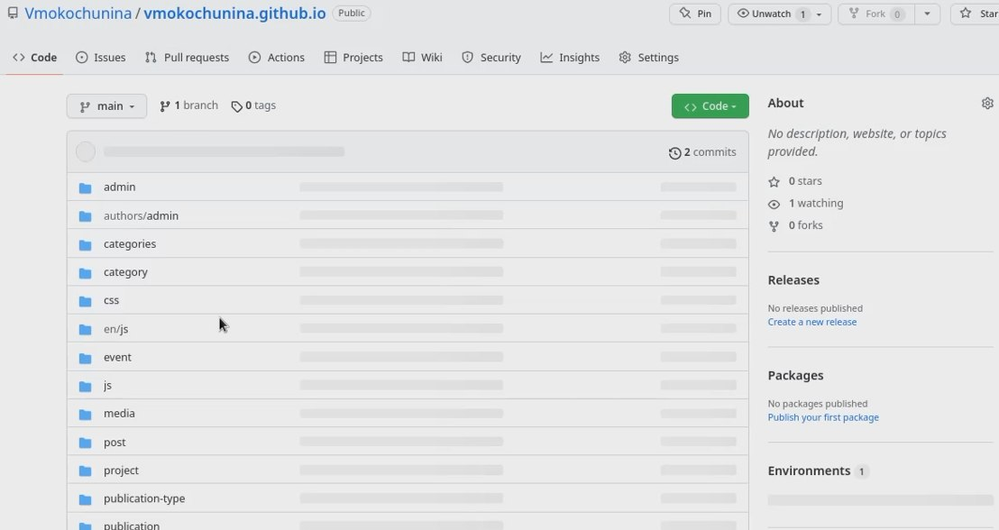 Vmokochunina / vmokochunina.github.io Public
Pin Unwatch 1 Fork 0 Star
Code Issues Pull requests Actions Projects Wiki Security Insights Settings
main 1 branch 0 tags Code
2 commits
admin
authors/admin
categories
category
css
en/js
event
js
media
post
project
publication-type
publication
About
No description, website, or topics
provided.
0 stars
1 watching
0 forks
Releases
No releases published
Create a new release
Packages
No packages published
Publish your first package
Environments 1